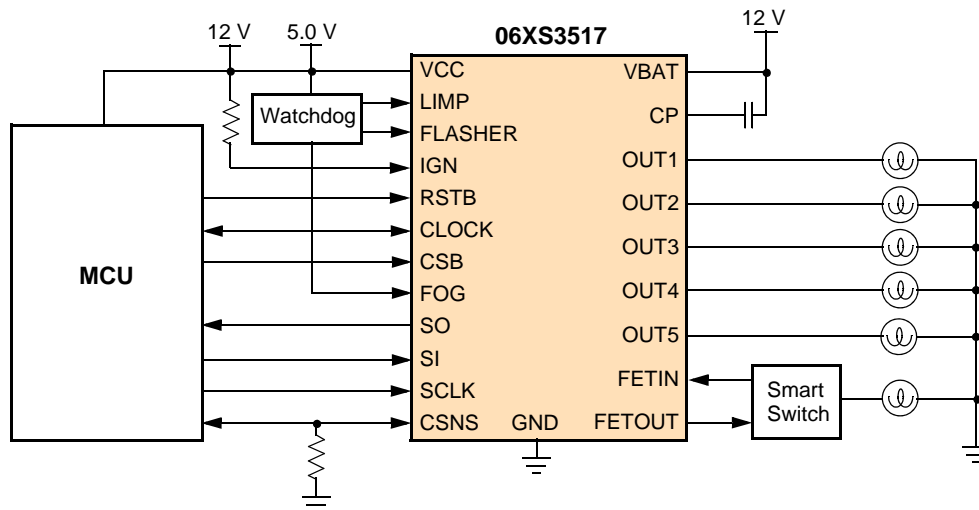 12 V
5.0 V
06XS3517
12 V
VCC
VBAT
Watchdog
LIMP
CP
FLASHER
IGN
OUT1
RSTB
OUT2
CLOCK
OUT3
MCU
CSB
FOG
OUT4
SO
OUT5
SI
FETIN
Smart
Switch
SCLK
CSNS
GND
FETOUT